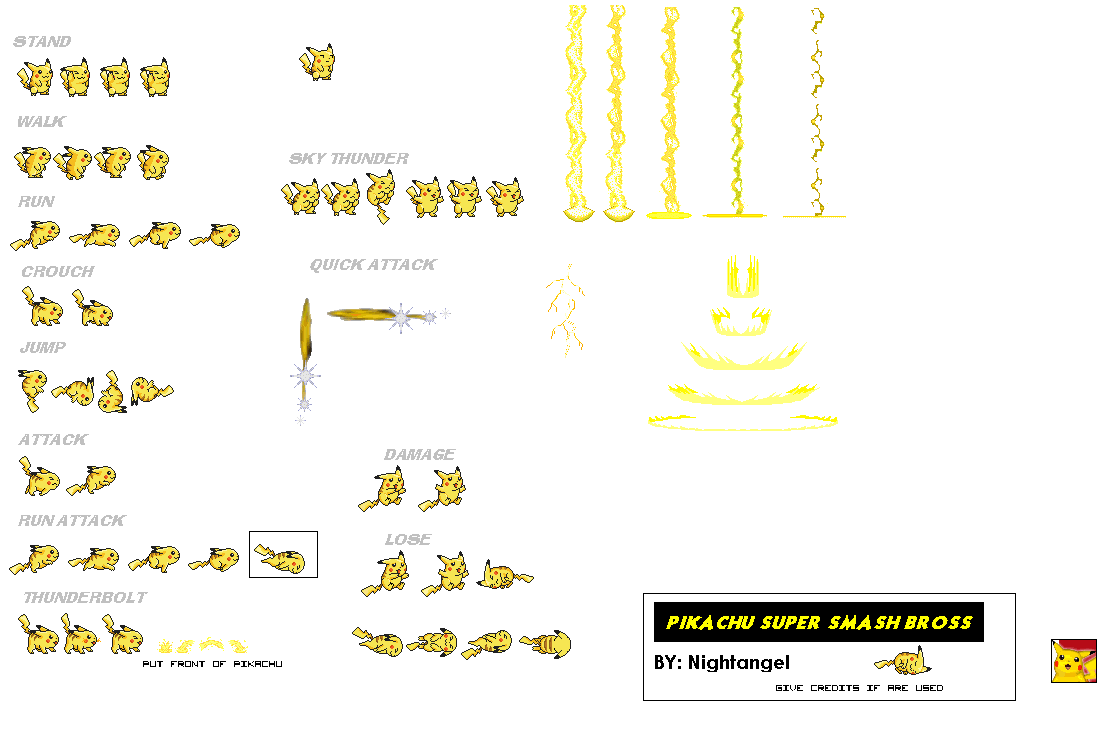 STAND
WALK
RUN
CROUCH
JUMP
ATTACK
RUN ATTACK
THUNDERBOLT
PUT FRONT OF PIKACHU
SKY THUNDER
QUICK ATTACK
DAMAGE
LOSE
PIKACHU SUPER SMASH BROSS
BY: Nightangel
GIVE CREDITS IF ARE USED